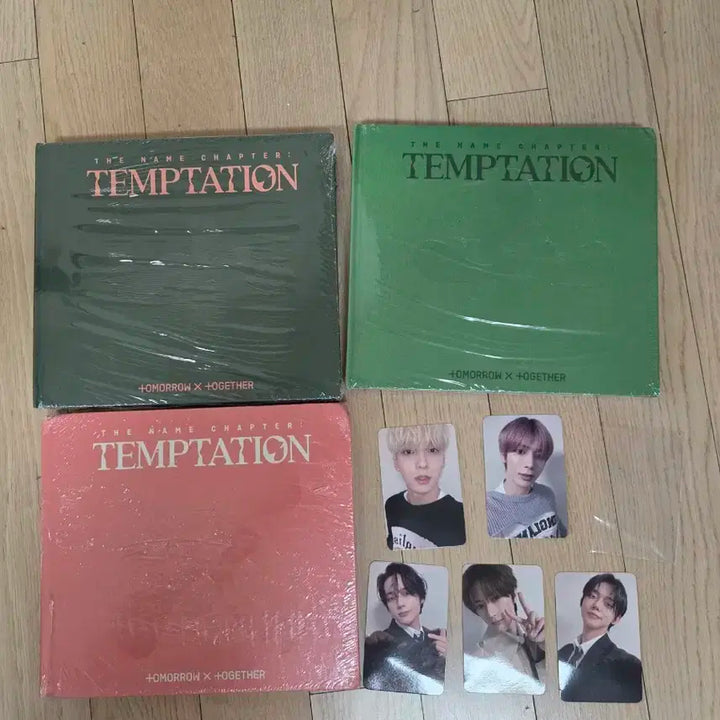 THE NAME CHAPTER:
TEMPTATION
TOMORROW X TOGETHER
THE NAME CHAPTER:
TEMPTATION
TOMORROW X TOGETHER
THE NAME CHAPTER:
TEMPTATION
TOMORROW X TOGETHER